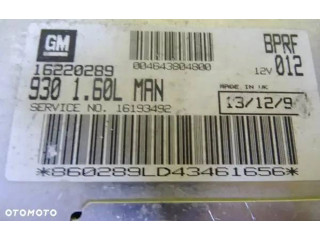 GM
004643804800
BPRF
16220289
12V 012
930 1.60L MAN
MADE IN UK
SERVICE NO. 16193492
13/12/9
*860289LD43461656*
OTOMOTO